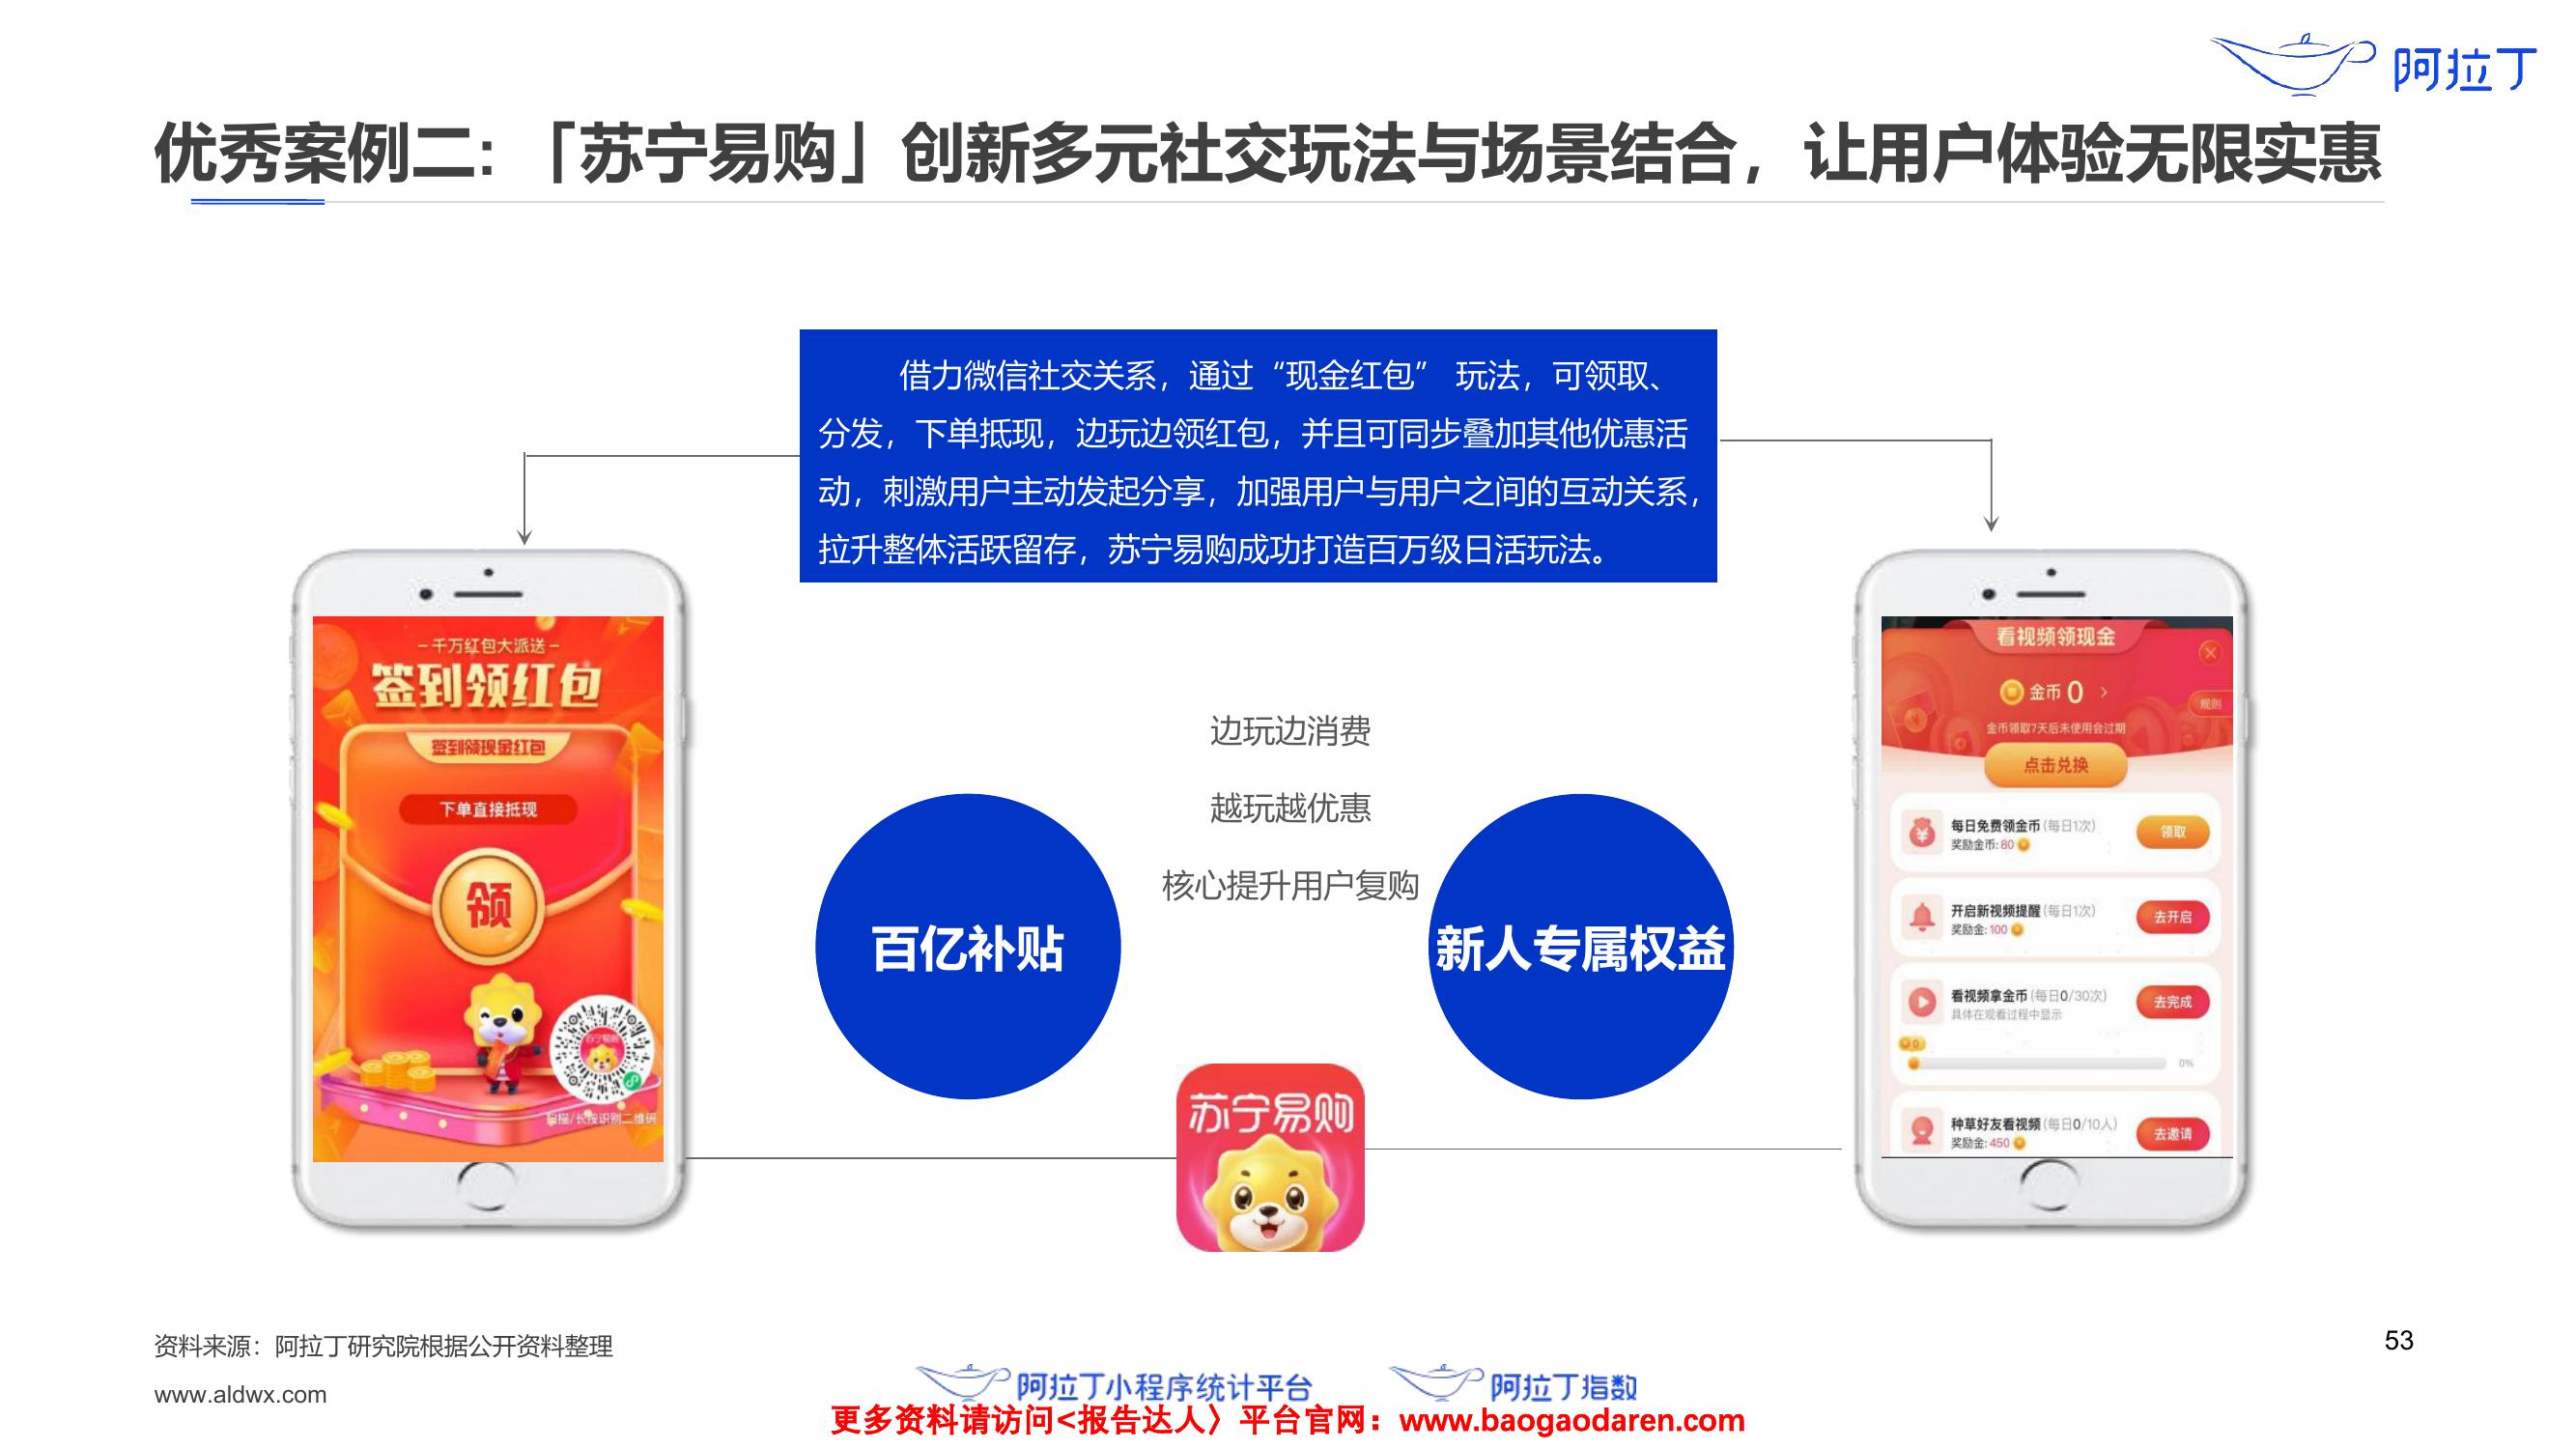 阿拉丁
优秀案例二：「苏宁易购」创新多元社交玩法与场景结合，让用户体验无限实惠
借力微信社交关系，通过“现金红包” 玩法，可领取、
分发，下单抵现，边玩边领红包，并且可同步叠加其他优惠活
动，刺激用户主动发起分享，加强用户与用户之间的互动关系，
拉升整体活跃留存，苏宁易购成功打造百万级日活玩法。
千万红包大派送
签到领红包
签到领现金红包
下单直接抵现
领
苏宁易购
扫描/长按识别二维码
边玩边消费
越玩越优惠
核心提升用户复购
百亿补贴
新人专属权益
苏宁易购
看视频领现金
金币 0 >
规则
金币领取7天后未使用会过期
点击兑换
每日免费领金币(每日1次)
奖励金币:80
领取
开启新视频提醒(每日1次)
奖励金:100
去开启
看视频拿金币(每日0/30次)
具体在观看过程中显示
去完成
0
0%
种草好友看视频(每日0/10人)
奖励金:450
去邀请
资料来源：阿拉丁研究院根据公开资料整理
53
www.aldwx.com
阿拉丁小程序统计平台
阿拉丁指数
更多资料请访问<报告达人〉平台官网：www.baogaodaren.com